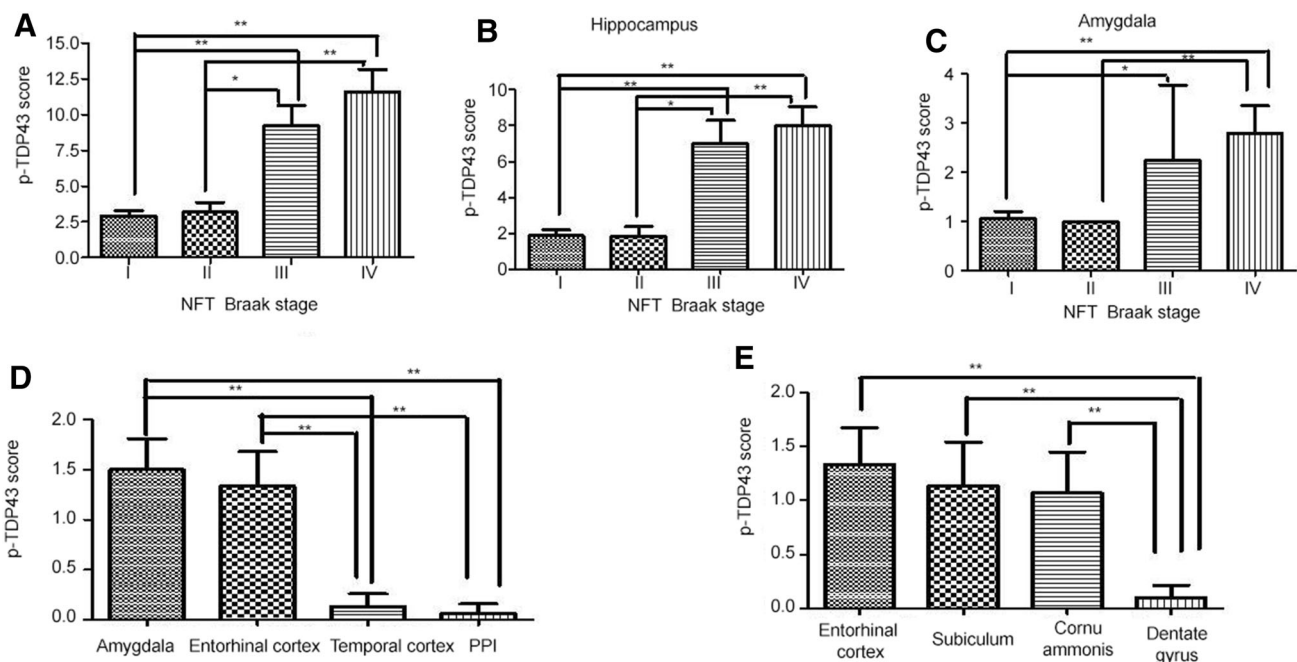 A
**
**
**
*
15.0
12.5
10.0
7.5
5.0
2.5
0.0
p-TDP43 score
I II III IV
NFT Braak stage
B
Hippocampus
**
**
**
*
10
8
6
4
2
0
p-TDP43 score
I II III IV
NFT Braak stage
C
Amygdala
**
**
*
4
3
2
1
0
p-TDP43 score
I II III IV
NFT Braak stage
D
**
**
**
**
2.0
1.5
1.0
0.5
0.0
p-TDP43 score
Amygdala Entorhinal cortex Temporal cortex PPI
E
**
**
**
2.0
1.5
1.0
0.5
0.0
p-TDP43 score
Entorhinal cortex
Subiculum
Cornu ammonis
Dentate gyrus